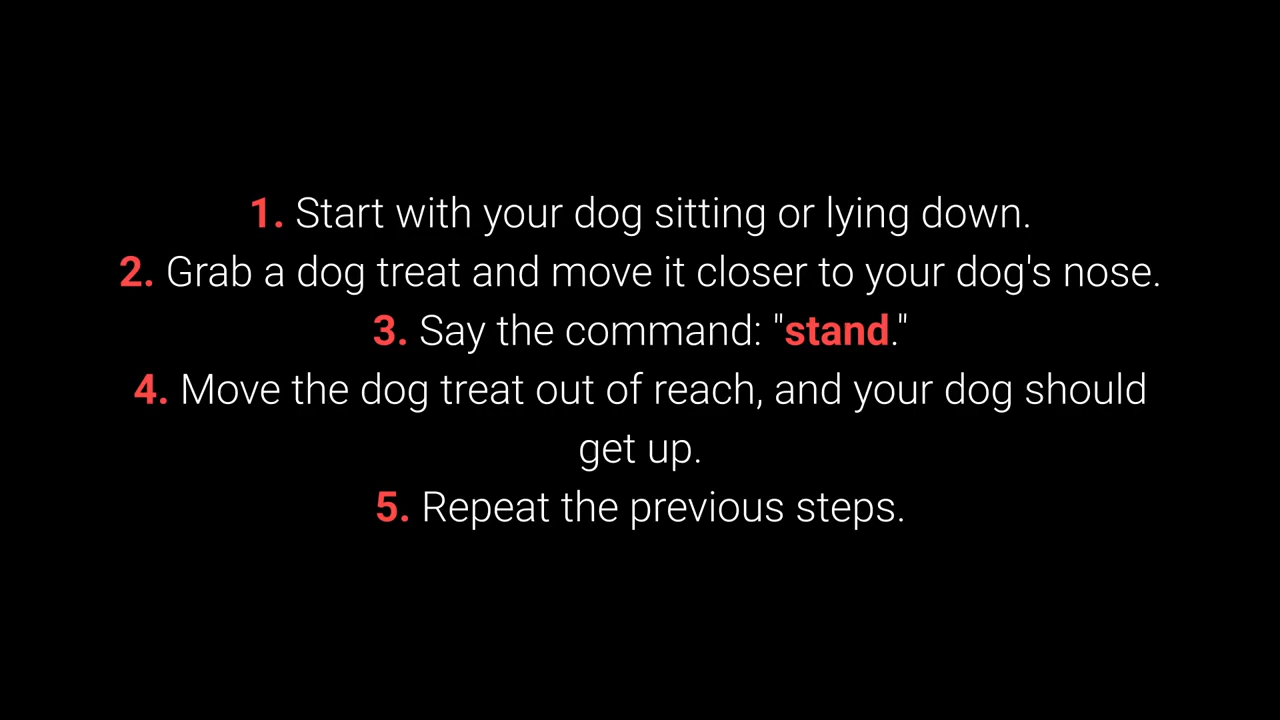 1. Start with your dog sitting or lying down.
2. Grab a dog treat and move it closer to your dog's nose.
3. Say the command: "stand."
4. Move the dog treat out of reach, and your dog should
get up.
5. Repeat the previous steps.